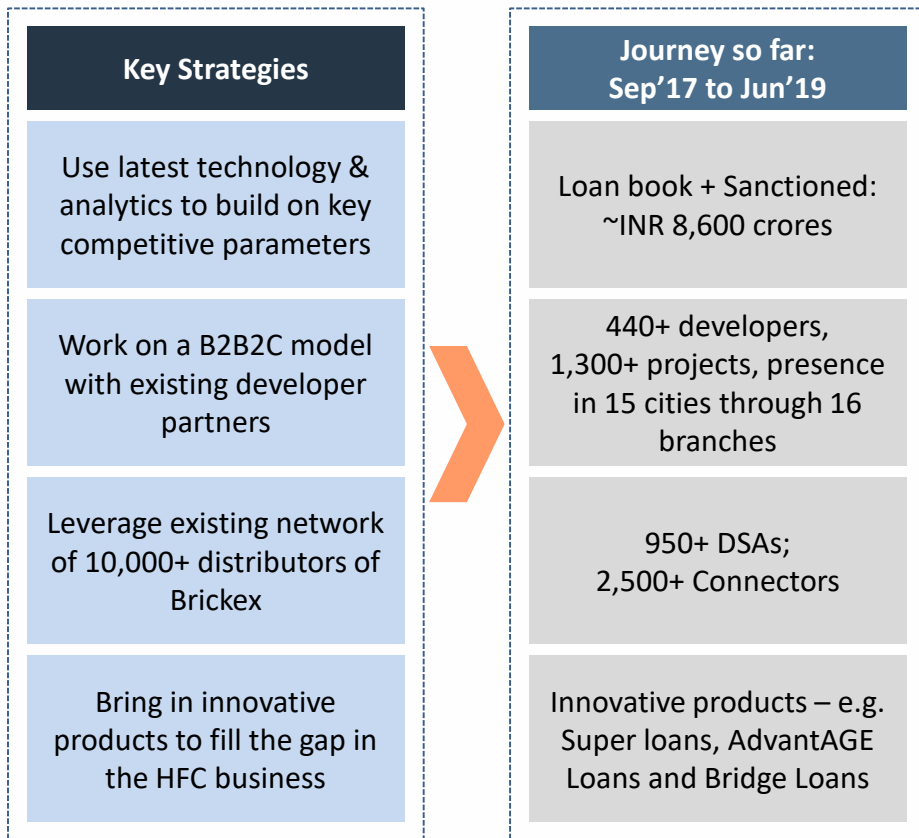 Key Strategies
Use latest technology &
analytics to build on key
competitive parameters
Work on a B2B2C model
with existing developer
partners
Leverage existing network
of 10,000+ distributors of
Brickex
Bring in innovative
products to fill the gap in
the HFC business
Journey so far:
Sep’17 to Jun’19
Loan book + Sanctioned:
~INR 8,600 crores
440+ developers,
1,300+ projects, presence
in 15 cities through 16
branches
950+ DSAs;
2,500+ Connectors
Innovative products – e.g.
Super loans, AdvantAGE
Loans and Bridge Loans